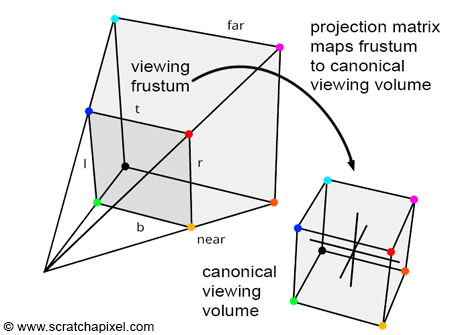 far
projection matrix
maps frustum
to canonical
viewing volume
viewing
frustum
t
l
r
b
near
canonical
viewing
volume
© www.scratchapixel.com